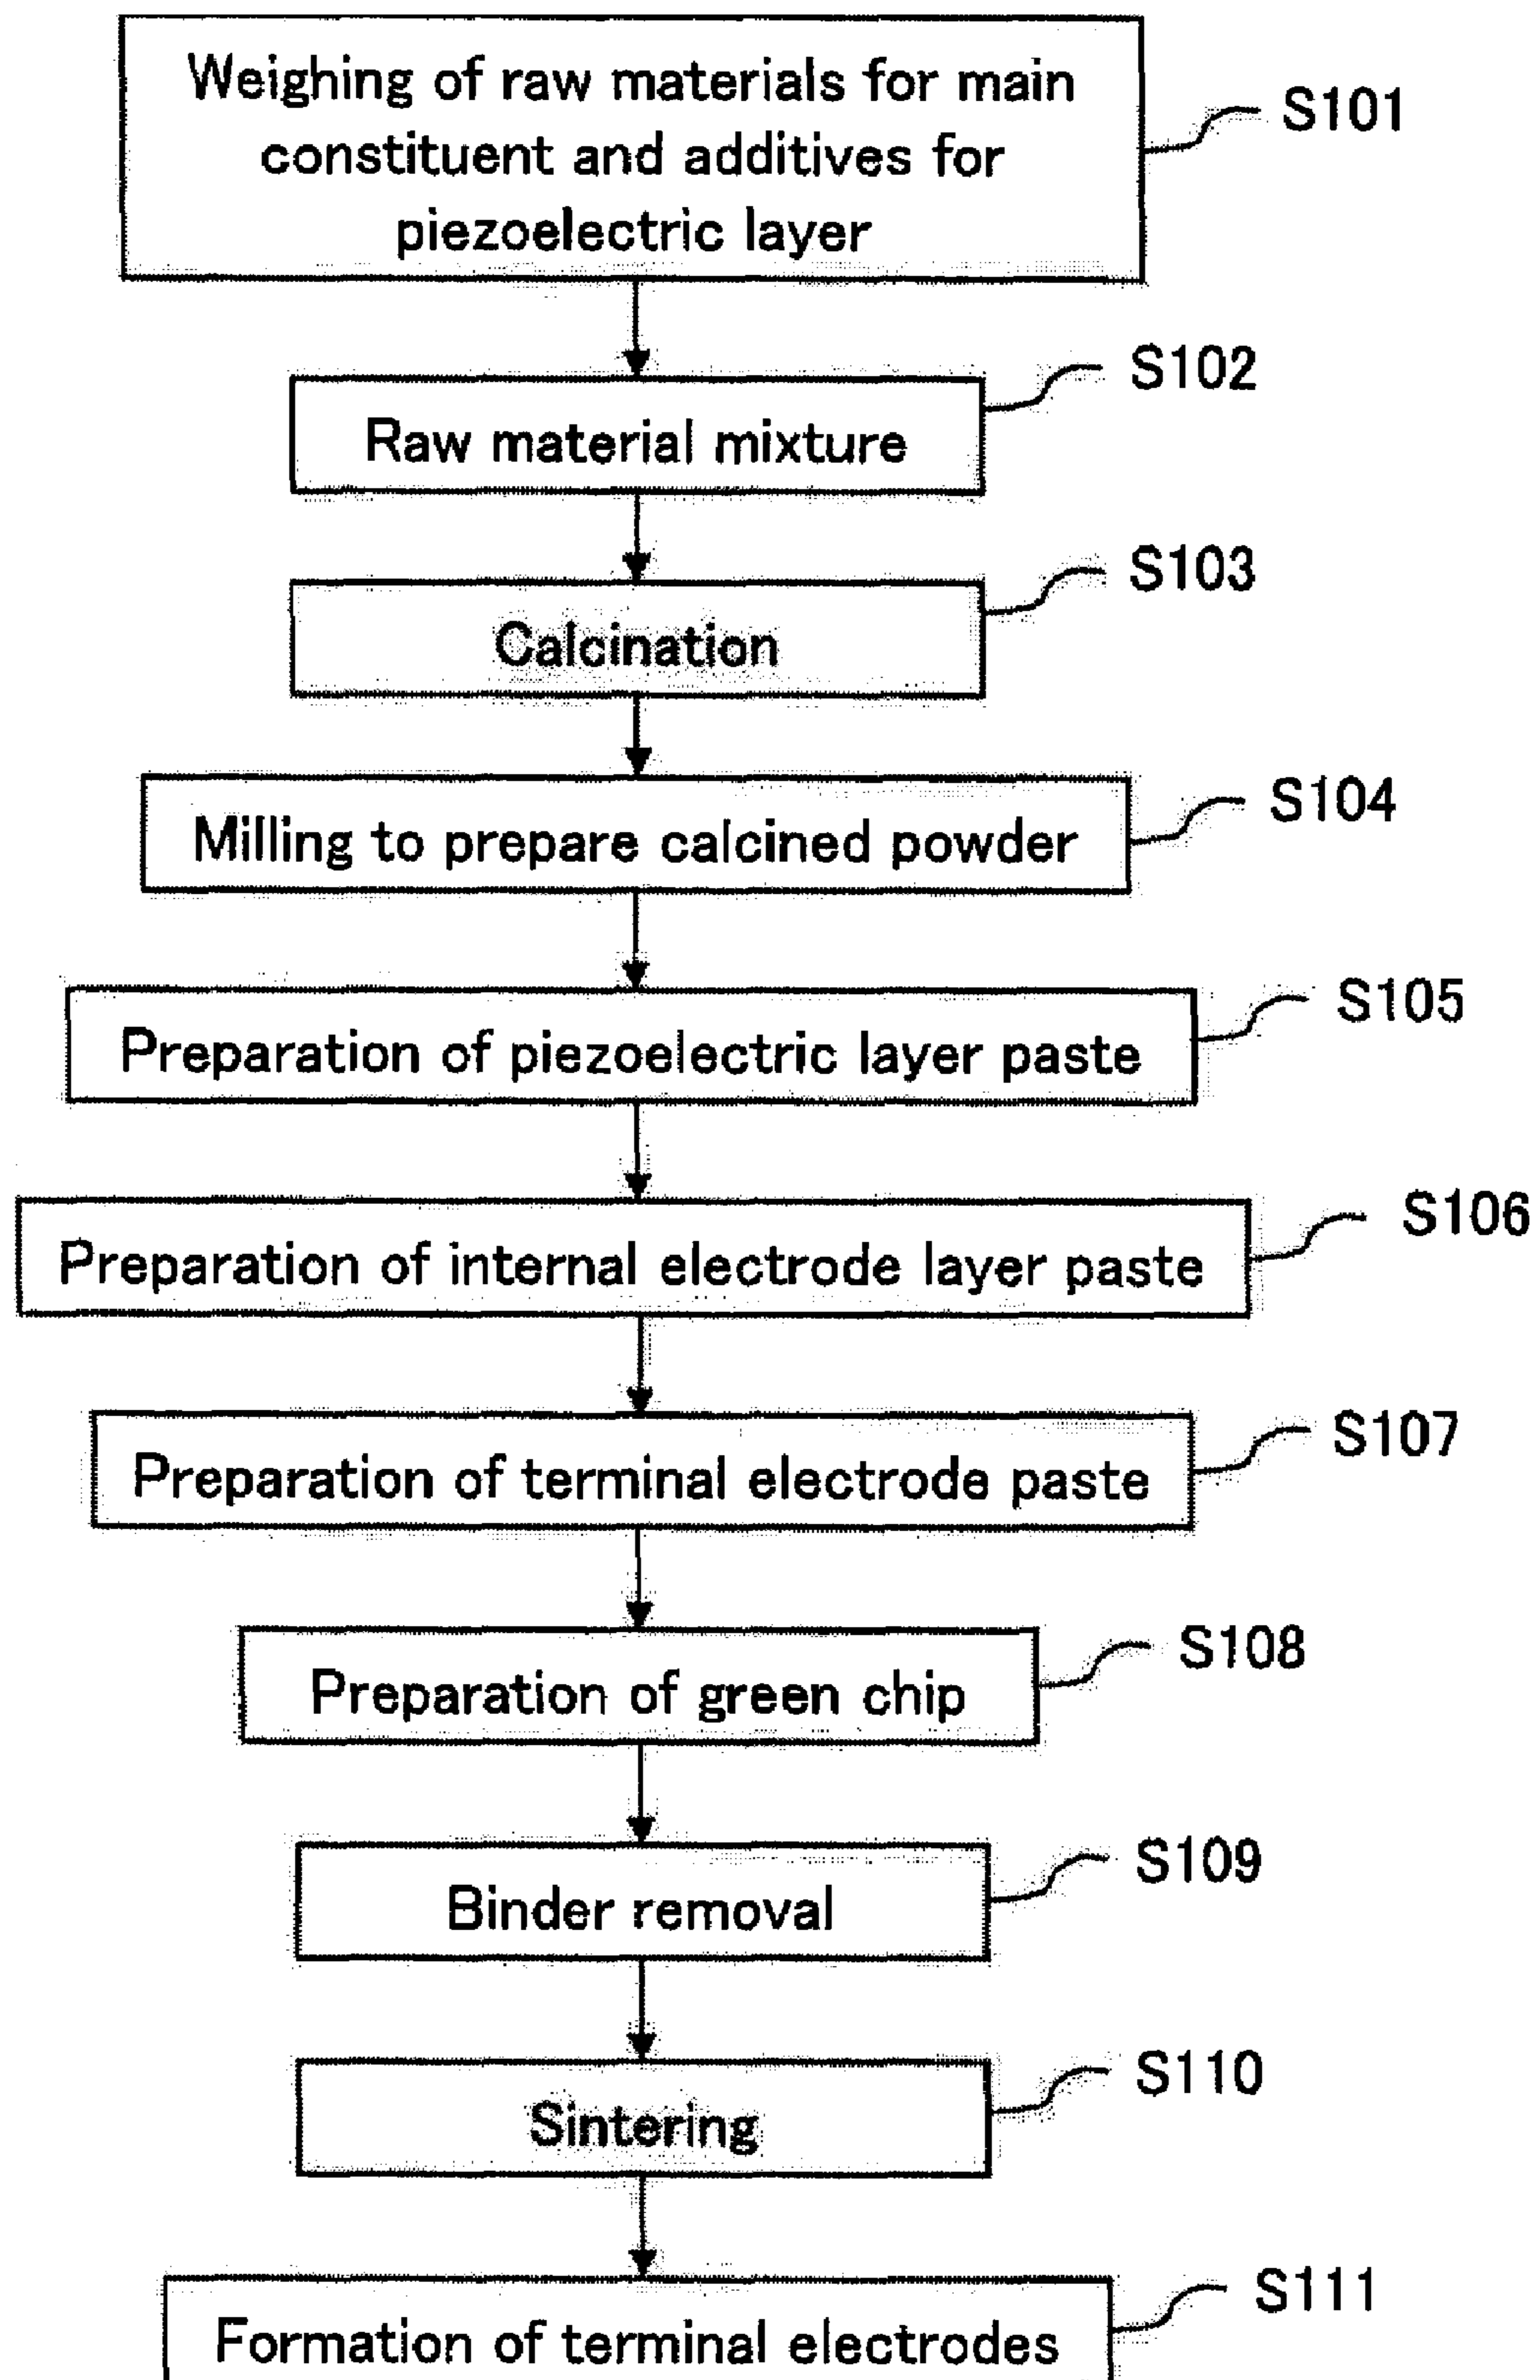 Weighing of raw materials for main
constituent and additives for
piezoelectric layer
S101
Raw material mixture
S102
Calcination
S103
Milling to prepare calcined powder
S104
Preparation of piezoelectric layer paste
S105
Preparation of internal electrode layer paste
S106
Preparation of terminal electrode paste
S107
Preparation of green chip
S108
Binder removal
S109
Sintering
S110
Formation of terminal electrodes
S111